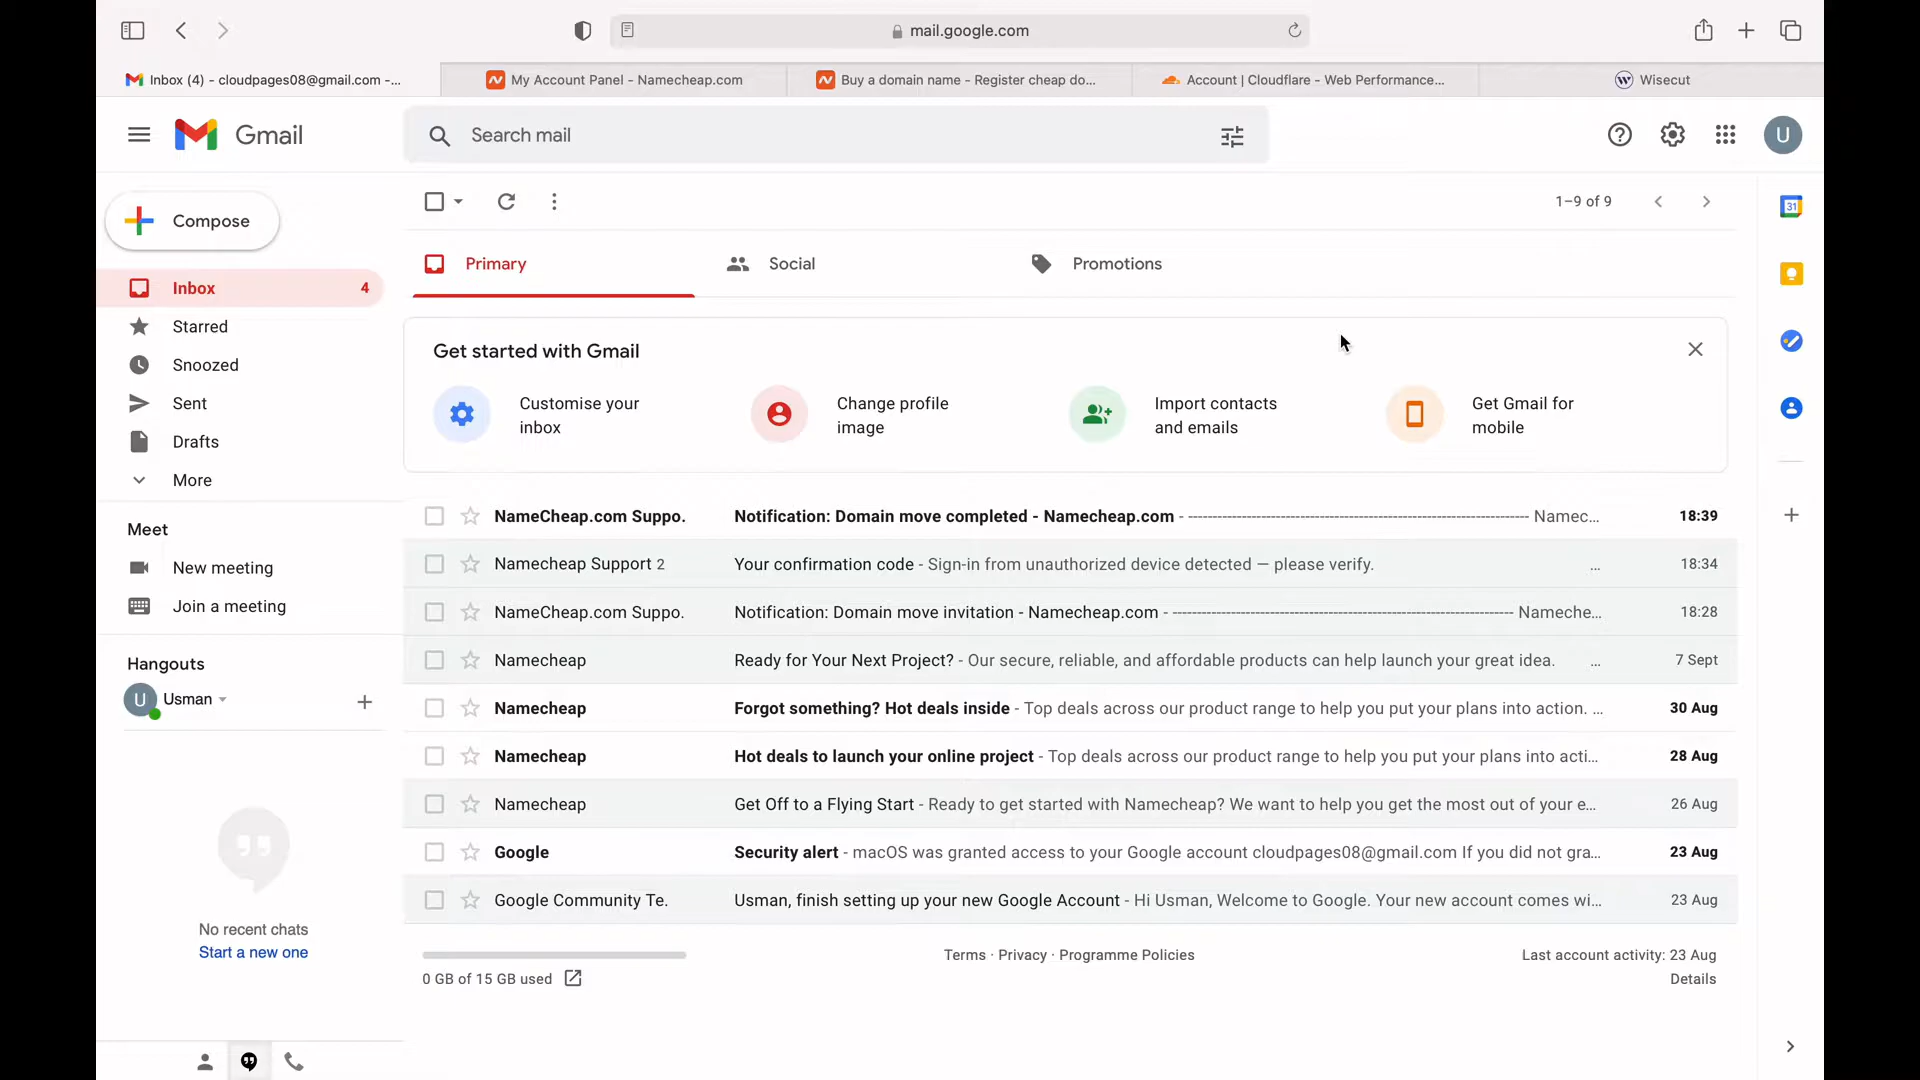 mail.google.com
Inbox (4) - cloudpages08@gmail.com -...
My Account Panel - Namecheap.com
Buy a domain name - Register cheap do...
Account | Cloudflare - Web Performance...
Wisecut
Gmail
Search mail
U
Compose
1–9 of 9
31
Primary
Social
Promotions
Inbox 4
Starred
Snoozed
Sent
Drafts
More
Get started with Gmail
Customise your
inbox
Change profile
image
Import contacts
and emails
Get Gmail for
mobile
NameCheap.com Suppo. Notification: Domain move completed - Namecheap.com - -------------------------------------------------------------------------------- Namec... 18:39
Namecheap Support 2 Your confirmation code - Sign-in from unauthorized device detected — please verify. ... 18:34
NameCheap.com Suppo. Notification: Domain move invitation - Namecheap.com - -------------------------------------------------------------------------------- Nameche... 18:28
Namecheap Ready for Your Next Project? - Our secure, reliable, and affordable products can help launch your great idea. ... 7 Sept
Namecheap Forgot something? Hot deals inside - Top deals across our product range to help you put your plans into action. ... 30 Aug
Namecheap Hot deals to launch your online project - Top deals across our product range to help you put your plans into acti... 28 Aug
Namecheap Get Off to a Flying Start - Ready to get started with Namecheap? We want to help you get the most out of your e... 26 Aug
Google Security alert - macOS was granted access to your Google account cloudpages08@gmail.com If you did not gra... 23 Aug
Google Community Te. Usman, finish setting up your new Google Account - Hi Usman, Welcome to Google. Your new account comes wi... 23 Aug
Meet
New meeting
Join a meeting
Hangouts
U Usman
No recent chats
Start a new one
0 GB of 15 GB used
Terms · Privacy · Programme Policies
Last account activity: 23 Aug
Details